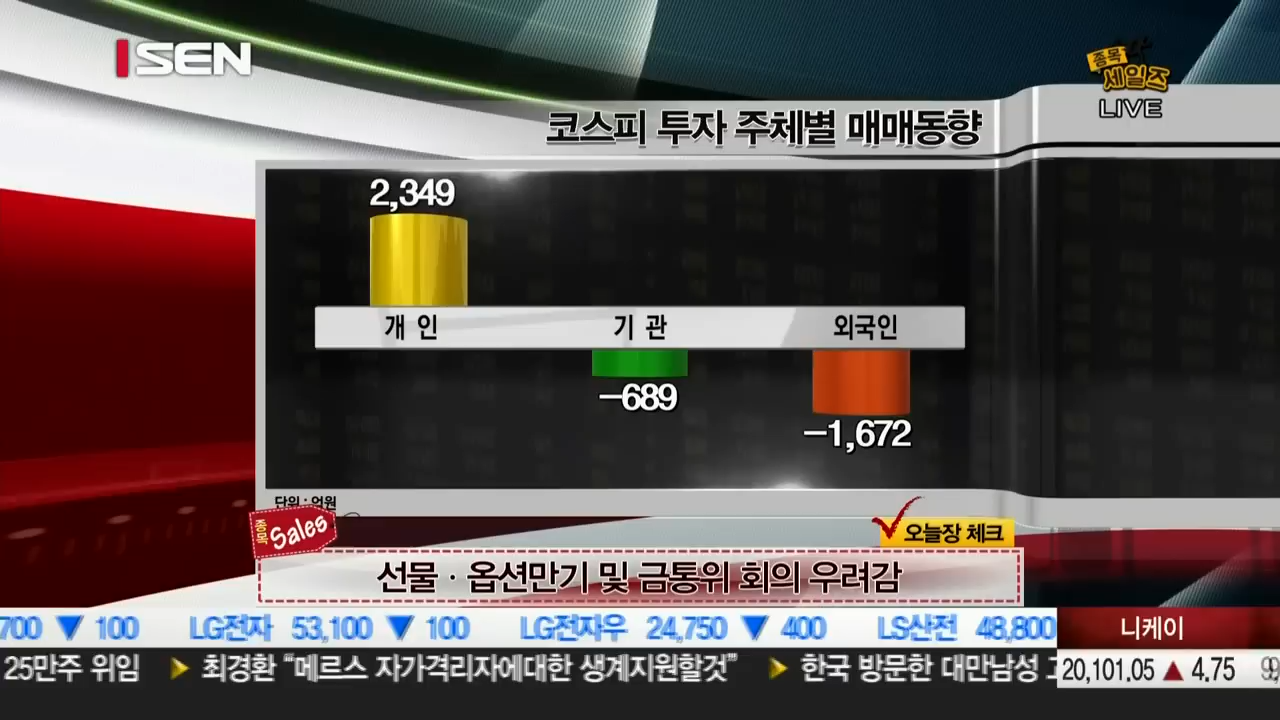 SEN
종목
세일즈
LIVE
코스피 투자 주체별 매매동향
2,349
개 인 기 관 외국인
-689
-1,672
단위 : 억원
종목 Sales
오늘장 체크
선물 · 옵션만기 및 금통위 회의 우려감
700 ▼ 100 LG전자 53,100 ▼ 100 LG전자우 24,750 ▼ 400 LS산전 48,800
니케이
25만주 위임 ▶ 최경환 “메르스 자가격리자에대한 생계지원할것” ▶ 한국 방문한 대만남성
20,101.05 ▲ 4.75